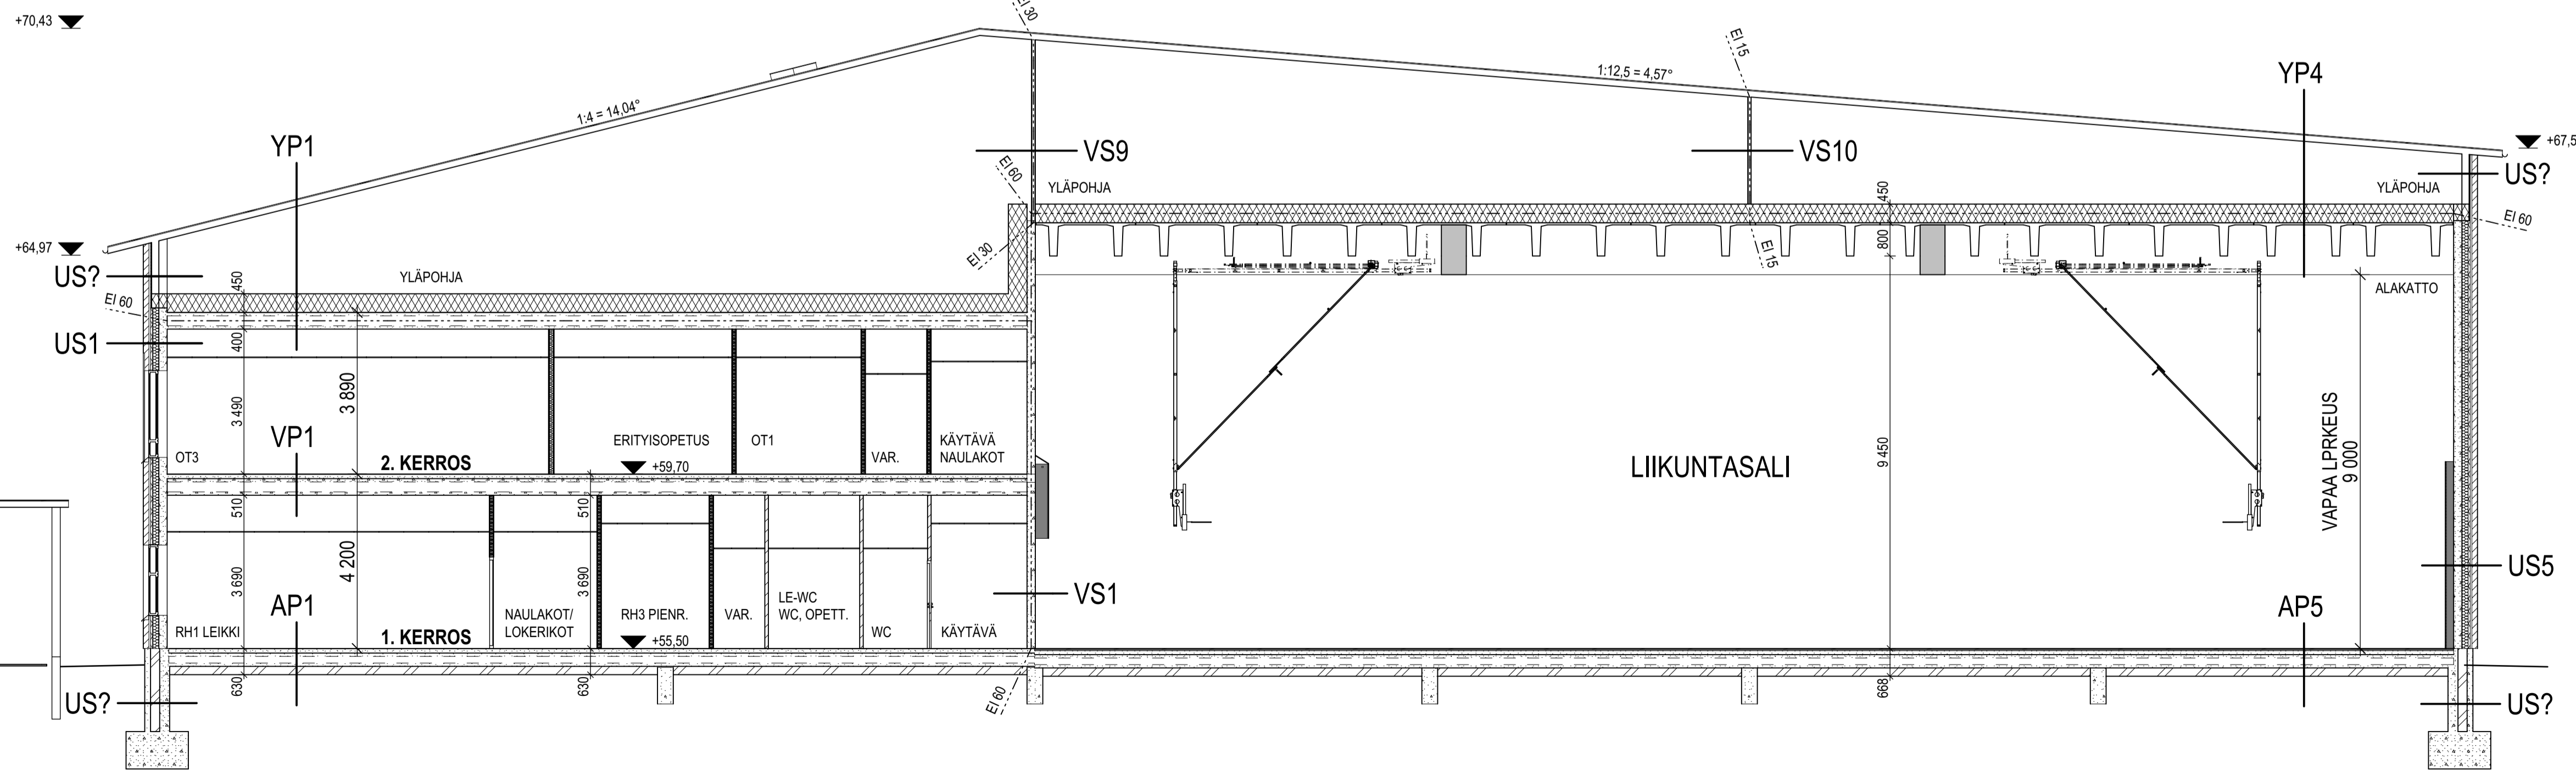 +70,43
EI 30
EI 15
1:12,5 = 4,57°
YP4
1:4 = 14,04°
YP1
VS9
VS10
+67,5
US?
EI 60
YLÄPOHJA
450
YLÄPOHJA
EI 60
+64,97
US?
YLÄPOHJA
450
EI 30
800
EI 15
ALAKATTO
EI 60
US1
400
3 890
3 490
VP1
OT3
2. KERROS
ERITYISOPETUS
+59,70
OT1
VAR.
KÄYTÄVÄ
NAULAKOT
9 450
LIIKUNTASALI
VAPAA LPRKEUS
9 000
510
510
4 200
3 690
3 690
AP1
RH1 LEIKKI
1. KERROS
NAULAKOT/
LOKERIKOT
RH3 PIENR.
+55,50
VAR.
LE-WC
WC, OPETT.
WC
KÄYTÄVÄ
VS1
US5
AP5
630
630
EI 60
668
US?
US?